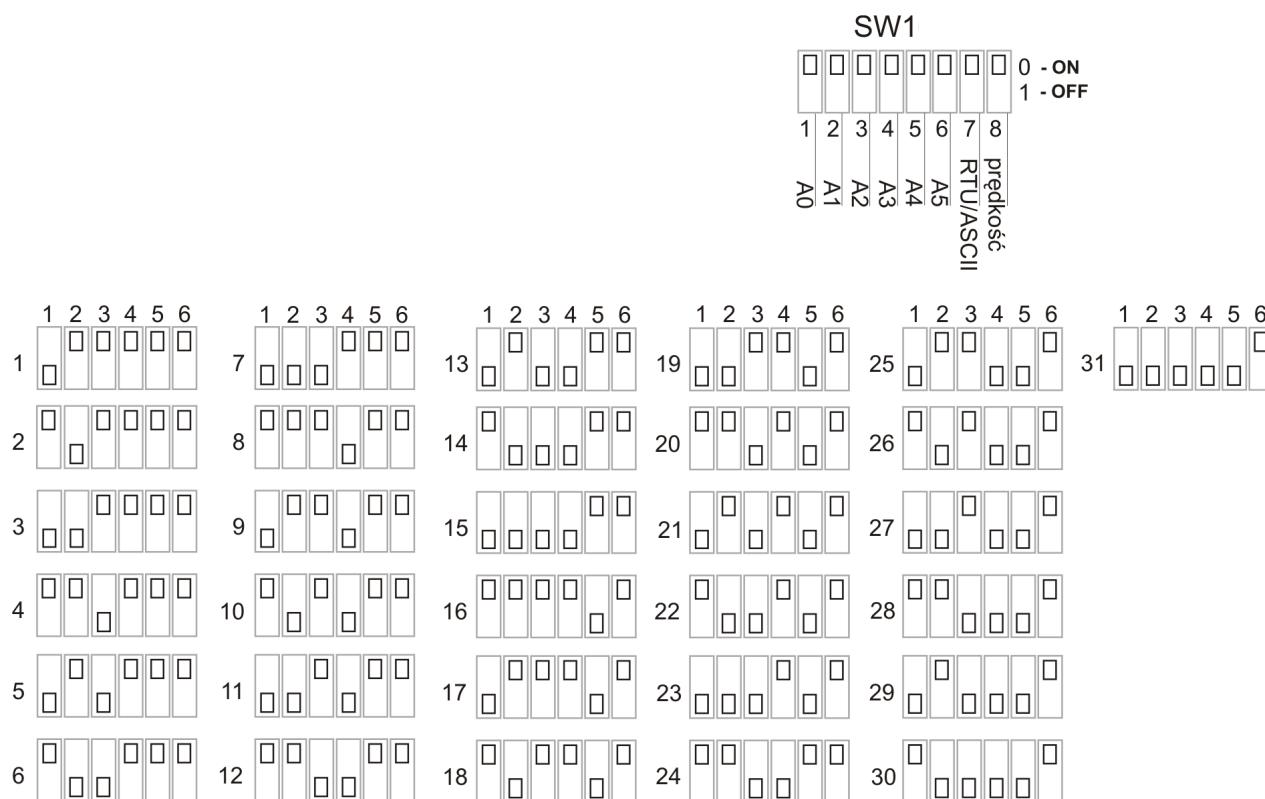 SW1
0 - ON
1 - OFF
1 2 3 4 5 6 7 8
A0 A1 A2 A3 A4 A5 RTU/ASCII prędkość
1 2 3 4 5 6 1 2 3 4 5 6 1 2 3 4 5 6 1 2 3 4 5 6 1 2 3 4 5 6 1 2 3 4 5 6
1 7 13 19 25 31
2 8 14 20 26
3 9 15 21 27
4 10 16 22 28
5 11 17 23 29
6 12 18 24 30